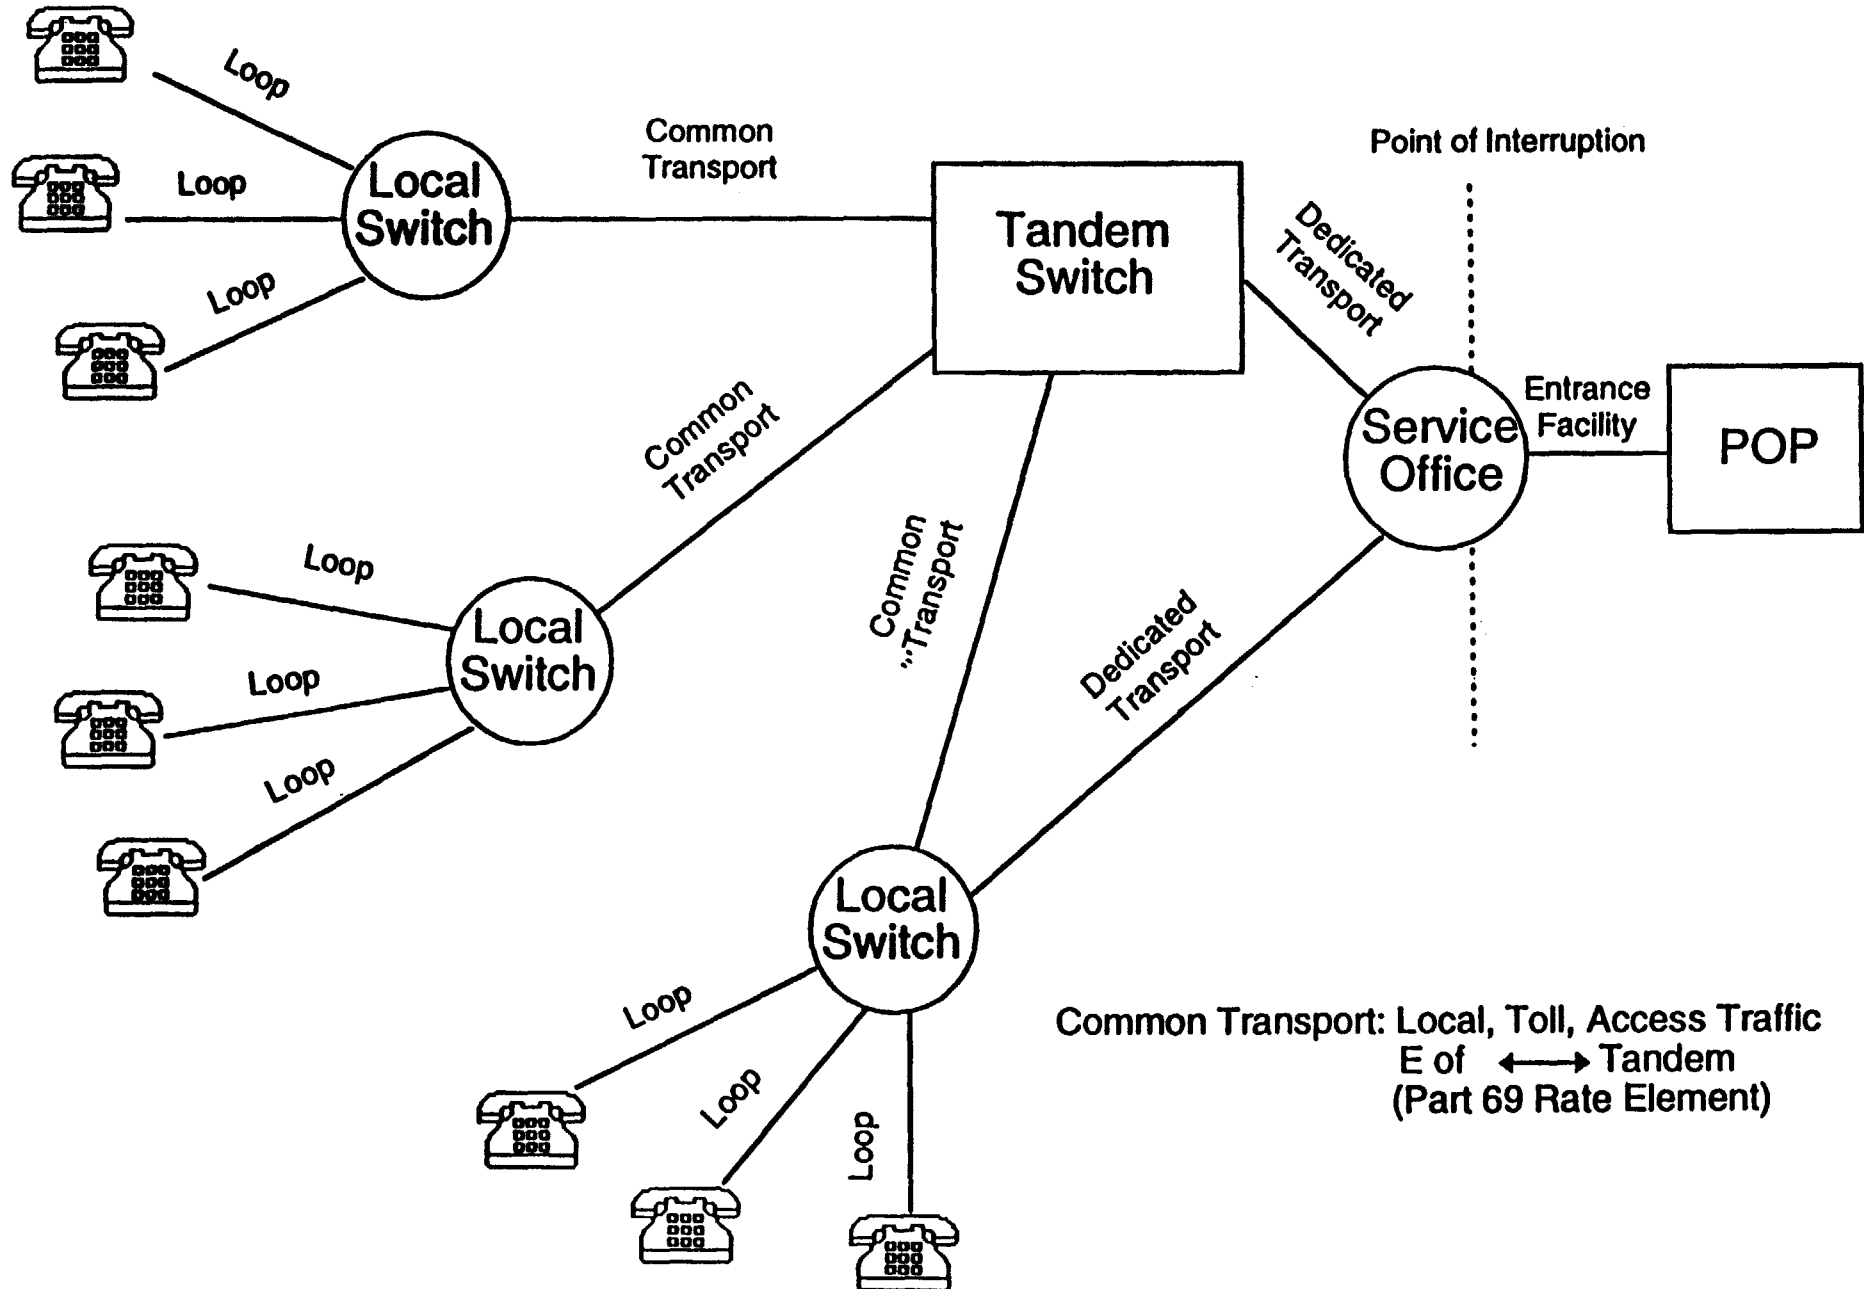 Loop
Loop
Loop
Local
Switch
Common
Transport
Tandem
Switch
Point of Interruption
Dedicated
Transport
Service
Office
Entrance
Facility
POP
Common
Transport
Loop
Loop
Loop
Local
Switch
Common
Transport
Dedicated
Transport
Local
Switch
Loop
Loop
Loop
Common Transport: Local, Toll, Access Traffic
E of ⟷ Tandem
(Part 69 Rate Element)